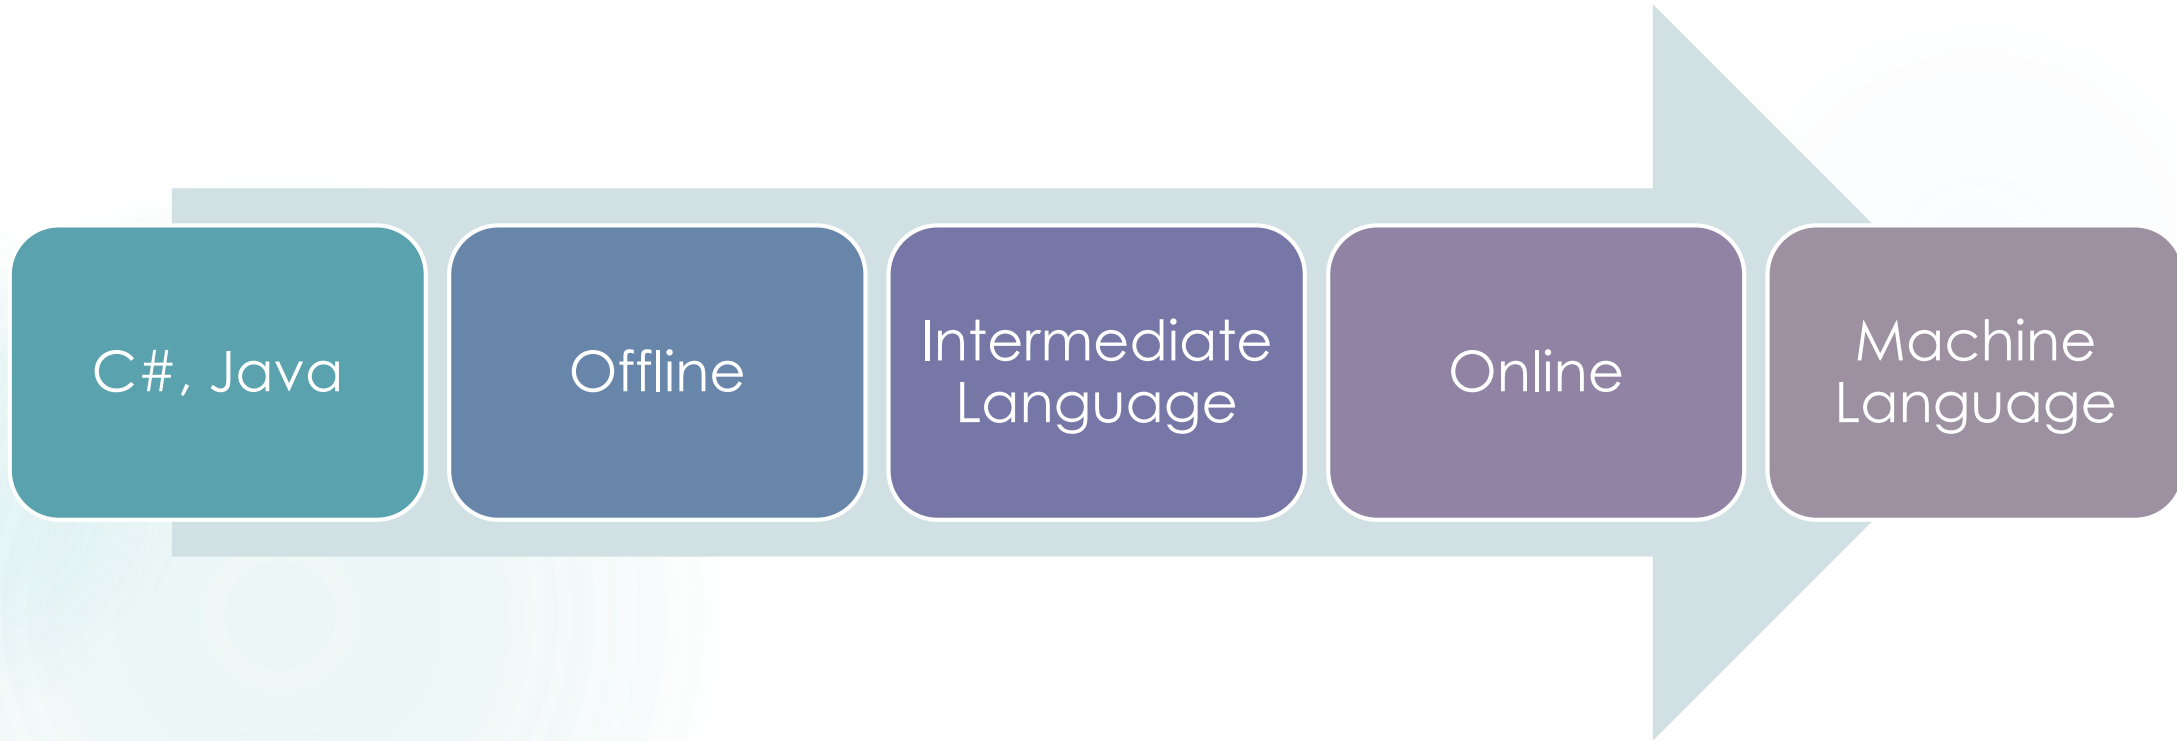 C#, Java
Offline
Intermediate
Language
Online
Machine
Language